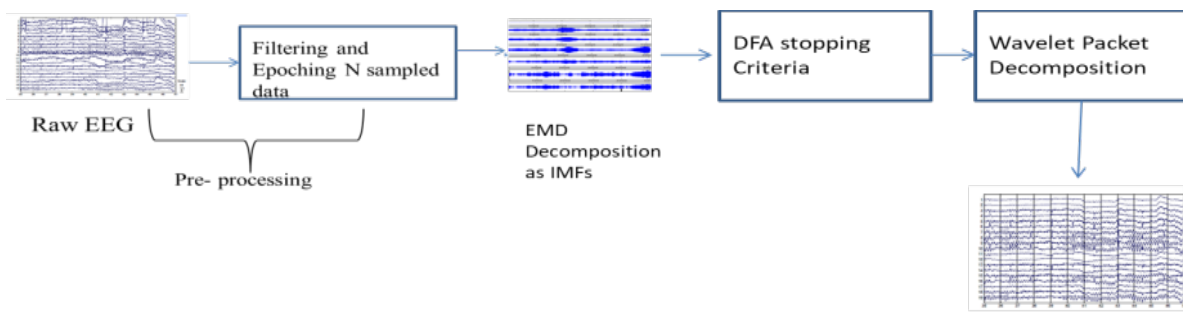 Raw EEG
Filtering and
Epoching N sampled
data
Pre- processing
EMD
Decomposition
as IMFs
DFA stopping
Criteria
Wavelet Packet
Decomposition